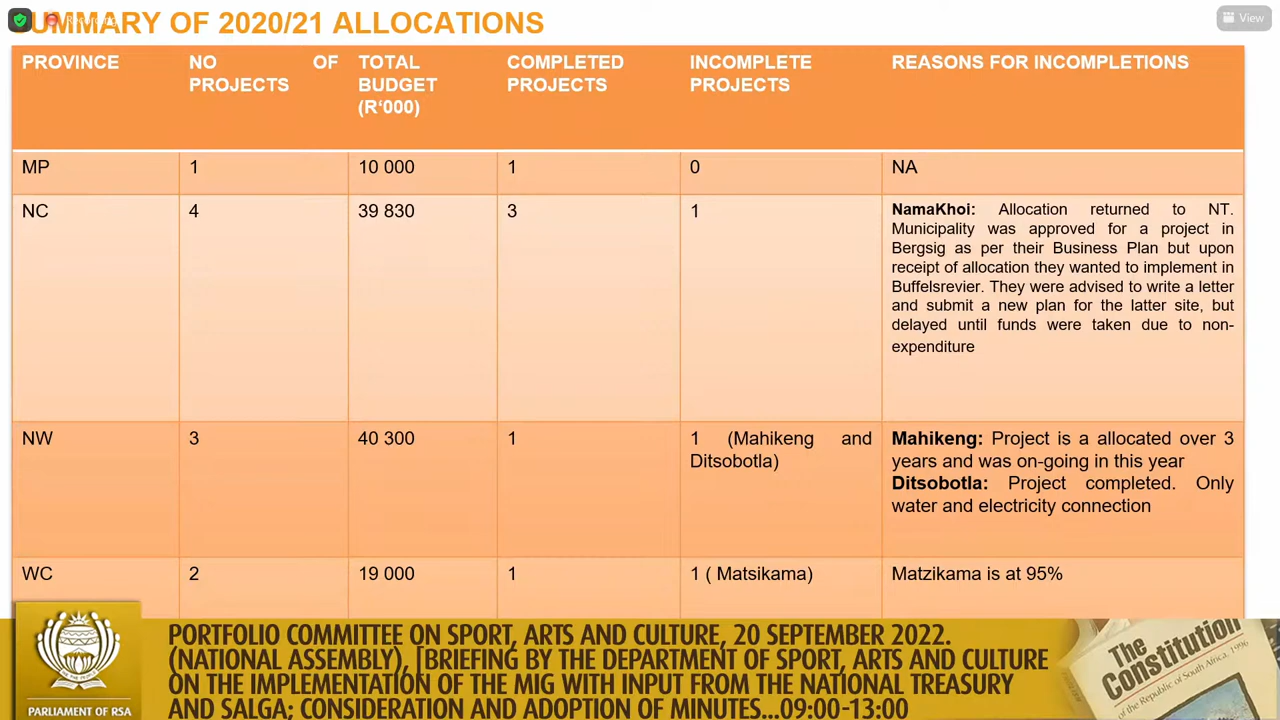 SUMMARY OF 2020/21 ALLOCATIONS
View
PROVINCE
NO OF
PROJECTS
TOTAL
BUDGET
(R‘000)
COMPLETED
PROJECTS
INCOMPLETE
PROJECTS
REASONS FOR INCOMPLETIONS
MP
1
10 000
1
0
NA
NC
4
39 830
3
1
NamaKhoi: Allocation returned to NT.
Municipality was approved for a project in
Bergsig as per their Business Plan but upon
receipt of allocation they wanted to implement in
Buffelsrevier. They were advised to write a letter
and submit a new plan for the latter site, but
delayed until funds were taken due to non-
expenditure
NW
3
40 300
1
1 (Mahikeng and
Ditsobotla)
Mahikeng: Project is a allocated over 3
years and was on-going in this year
Ditsobotla: Project completed. Only
water and electricity connection
WC
2
19 000
1
1 ( Matsikama)
Matzikama is at 95%
PARLIAMENT OF RSA
PORTFOLIO COMMITTEE ON SPORT, ARTS AND CULTURE, 20 SEPTEMBER 2022.
(NATIONAL ASSEMBLY), [BRIEFING BY THE DEPARTMENT OF SPORT, ARTS AND CULTURE
ON THE IMPLEMENTATION OF THE MIG WITH INPUT FROM THE NATIONAL TREASURY
AND SALGA; CONSIDERATION AND ADOPTION OF MINUTES...09:00-13:00
The
Constitution
of the Republic of South Africa, 1996